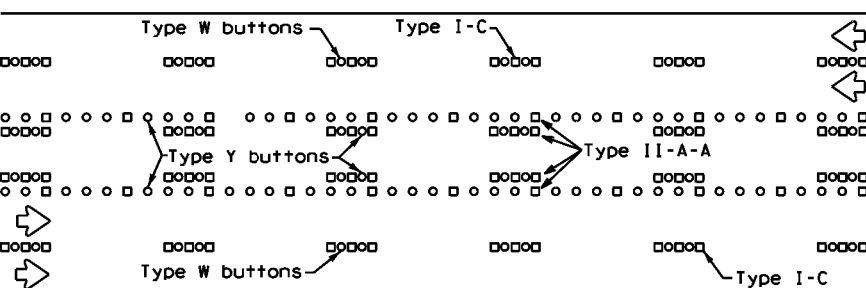 Type W buttons
Type I-C
Type Y buttons
Type II-A-A
Type W buttons
Type I-C